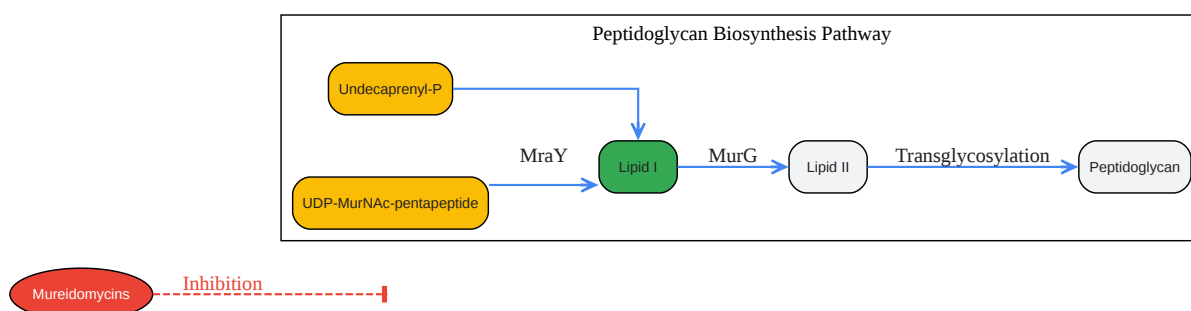 Peptidoglycan Biosynthesis Pathway
Undecaprenyl-P
MraY
Lipid I
MurG
Lipid II
Transglycosylation
Peptidoglycan
UDP-MurNAc-pentapeptide
Inhibition
Mureidomycins